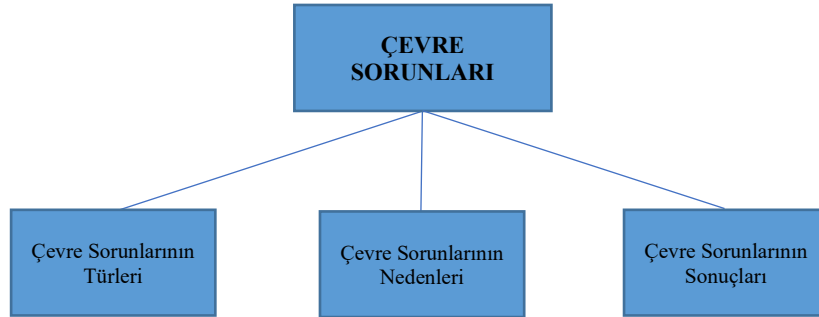 ÇEVRE
SORUNLARI
Çevre Sorunlarının
Türleri
Çevre Sorunlarının
Nedenleri
Çevre Sorunlarının
Sonuçları